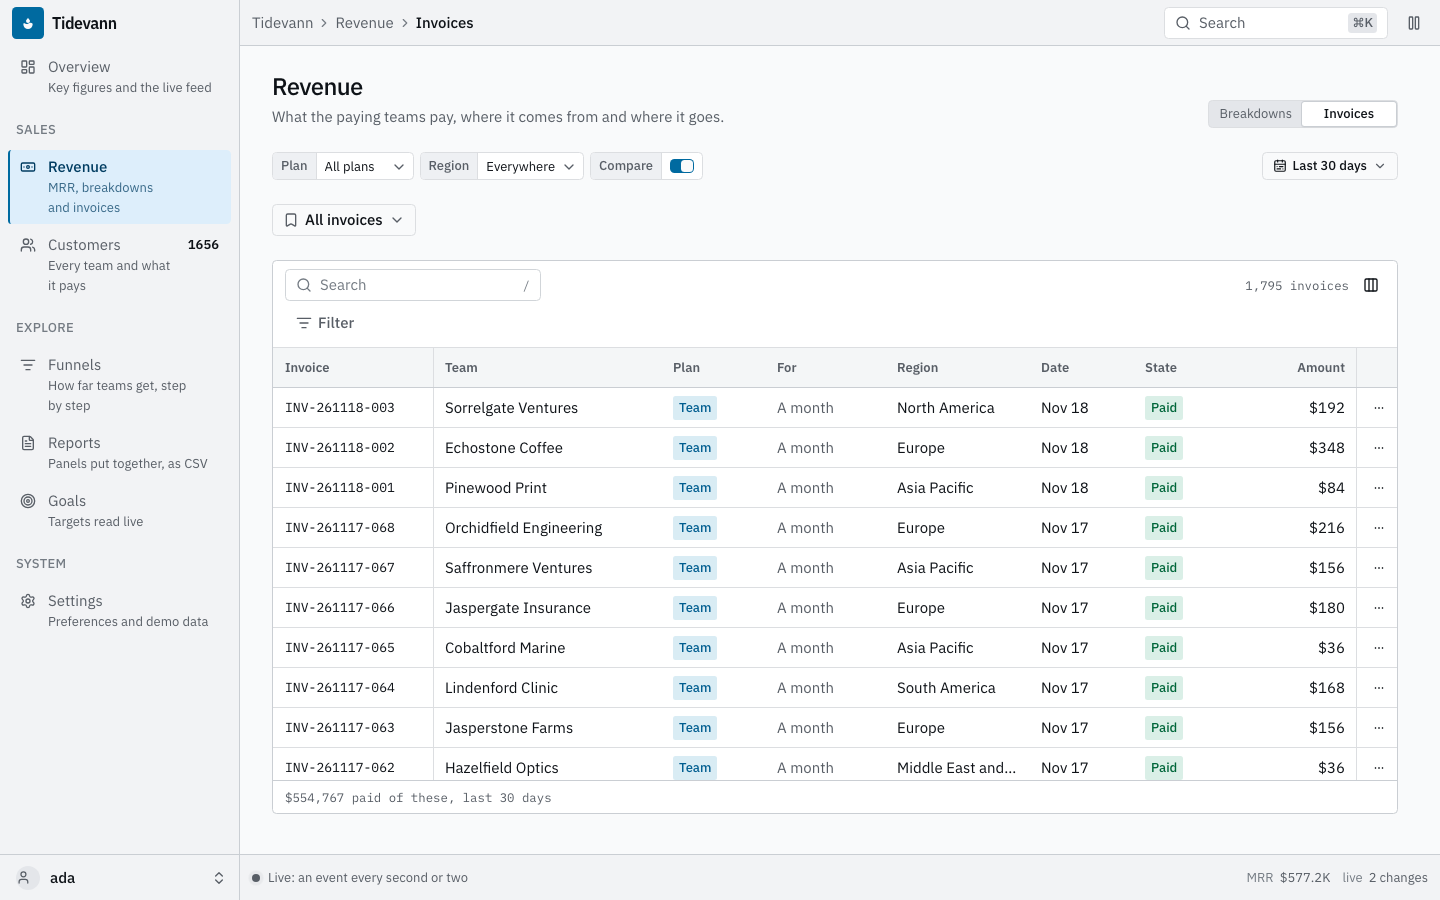 Tidevann
Overview
Key figures and the live feed
SALES
Revenue
MRR, breakdowns
and invoices
Customers 1656
Every team and what
it pays
EXPLORE
Funnels
How far teams get, step
by step
Reports
Panels put together, as CSV
Goals
Targets read live
SYSTEM
Settings
Preferences and demo data
ada
Tidevann Revenue Invoices
Search ⌘K
Revenue
What the paying teams pay, where it comes from and where it goes.
Breakdowns Invoices
Plan All plans Region Everywhere Compare
Last 30 days
All invoices
Search /
1,795 invoices
Filter
Invoice Team Plan For Region Date State Amount
INV-261118-003 Sorrelgate Ventures Team A month North America Nov 18 Paid $192 ...
INV-261118-002 Echostone Coffee Team A month Europe Nov 18 Paid $348 ...
INV-261118-001 Pinewood Print Team A month Asia Pacific Nov 18 Paid $84 ...
INV-261117-068 Orchidfield Engineering Team A month Europe Nov 17 Paid $216 ...
INV-261117-067 Saffronmere Ventures Team A month Asia Pacific Nov 17 Paid $156 ...
INV-261117-066 Jaspergate Insurance Team A month Europe Nov 17 Paid $180 ...
INV-261117-065 Cobaltford Marine Team A month Asia Pacific Nov 17 Paid $36 ...
INV-261117-064 Lindenford Clinic Team A month South America Nov 17 Paid $168 ...
INV-261117-063 Jasperstone Farms Team A month Europe Nov 17 Paid $156 ...
INV-261117-062 Hazelfield Optics Team A month Middle East and... Nov 17 Paid $36 ...
$554,767 paid of these, last 30 days
Live: an event every second or two
MRR $577.2K live 2 changes